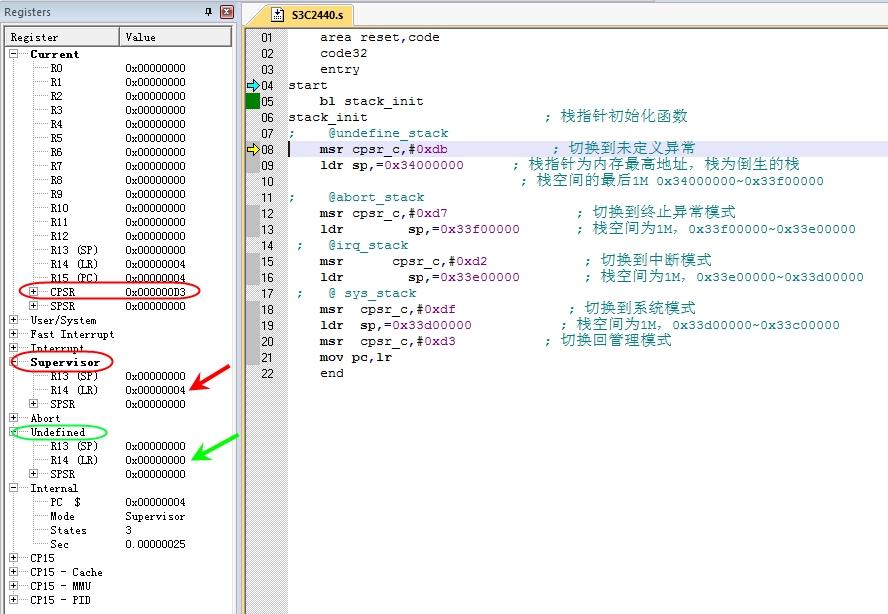 Registers
Register Value
Current
R0 0x00000000
R1 0x00000000
R2 0x00000000
R3 0x00000000
R4 0x00000000
R5 0x00000000
R6 0x00000000
R7 0x00000000
R8 0x00000000
R9 0x00000000
R10 0x00000000
R11 0x00000000
R12 0x00000000
R13 (SP) 0x00000000
R14 (LR) 0x00000004
R15 (PC) 0x00000004
CPSR 0x000000D3
SPSR 0x00000000
User/System
Fast Interrupt
Interrupt
Supervisor
R13 (SP) 0x00000000
R14 (LR) 0x00000004
SPSR 0x00000000
Abort
Undefined
R13 (SP) 0x00000000
R14 (LR) 0x00000000
SPSR 0x00000000
Internal
PC $ 0x00000004
Mode Supervisor
States 3
Sec 0.00000025
CP15
CP15 - Cache
CP15 - MMU
CP15 - PID
S3C2440.s
01 area reset,code
02 code32
03 entry
04 start
05 bl stack_init
06 stack_init ; 栈指针初始化函数
07 ; @undefine_stack
08 msr cpsr_c,#0xdb ; 切换到未定义异常
09 ldr sp,=0x34000000 ; 栈指针为内存最高地址，栈为倒生的栈
10 ; 栈空间的最后1M 0x34000000~0x33f00000
11 ; @abort_stack
12 msr cpsr_c,#0xd7 ; 切换到终止异常模式
13 ldr sp,=0x33f00000 ; 栈空间为1M，0x33f00000~0x33e00000
14 ; @irq_stack
15 msr cpsr_c,#0xd2 ; 切换到中断模式
16 ldr sp,=0x33e00000 ; 栈空间为1M，0x33e00000~0x33d00000
17 ; @ sys_stack
18 msr cpsr_c,#0xdf ; 切换到系统模式
19 ldr sp,=0x33d00000 ; 栈空间为1M，0x33d00000~0x33c00000
20 msr cpsr_c,#0xd3 ; 切换回管理模式
21 mov pc,lr
22 end